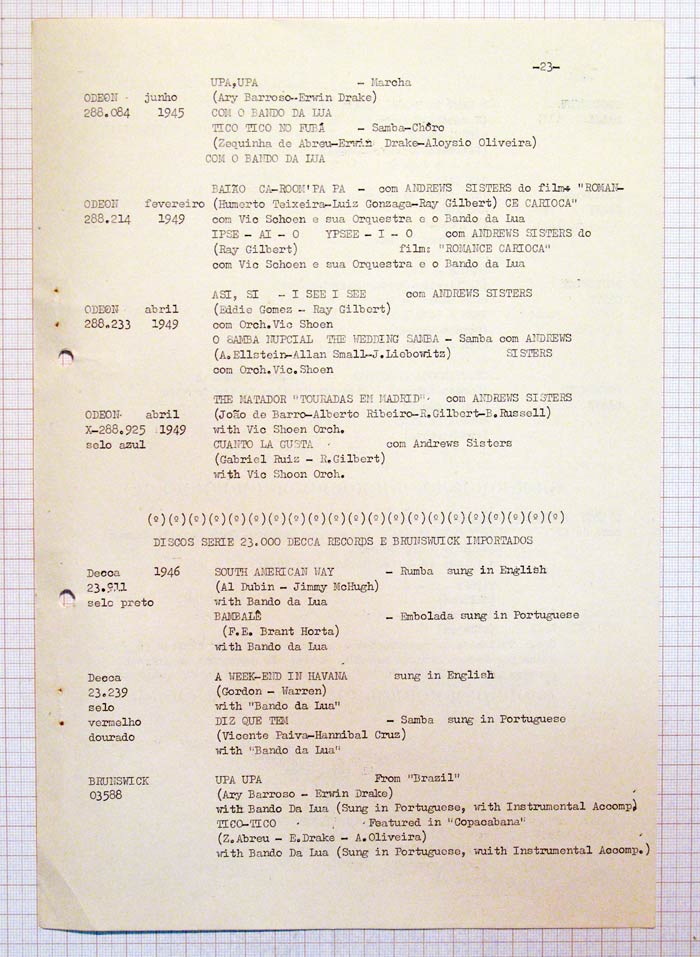 -23-
UPA,UPA - Marcha
ODEON junho (Ary Barroso-Erwin Drake)
288.084 1945 COM O BANDO DA LUA
TICO TICO NO FUBÁ - Samba-Chôro
(Zequinha de Abreu-Erwin Drake-Aloysio Oliveira)
COM O BANDO DA LUA
BAIÃO CA-ROOM'PA PA - com ANDREWS SISTERS do film: "ROMAN-
ODEON fevereiro (Humerto Teixeira-Luiz Gonzaga-Ray Gilbert) CE CARIOCA"
288.214 1949 com Vic Schoen e sua Orquestra e o Bando da Lua
IPSE - AI - O YPSEE - I - O com ANDREWS SISTERS do
(Ray Gilbert) film: "ROMANCE CARIOCA"
com Vic Schoen e sua Orquestra e o Bando da Lua
ASI, SI - I SEE I SEE com ANDREWS SISTERS
ODEON abril (Eddie Gomez - Ray Gilbert)
288.233 1949 com Orch.Vic Shoen
O SAMBA NUPCIAL THE WEDDING SAMBA - Samba com ANDREWS
(A.Ellstein-Allan Small-J.Liebowitz) SISTERS
com Orch.Vic.Shoen
THE MATADOR "TOURADAS EM MADRID" com ANDREWS SISTERS
ODEON abril (João de Barro-Alberto Ribeiro-R.Gilbert-B.Russell)
X-288.925 1949 with Vic Shoen Orch.
selo azul CUANTO LA GUSTA com Andrews Sisters
(Gabriel Ruiz - R.Gilbert)
with Vic Shoen Orch.
(º)(º)(º)(º)(º)(º)(º)(º)(º)(º)(º)(º)(º)(º)(º)(º)(º)(º)(º)(º)(º)
DISCOS SERIE 23.000 DECCA RECORDS E BRUNSWUICK IMPORTADOS
Decca 1946 SOUTH AMERICAN WAY - Rumba sung in English
(Al Dubin - Jimmy McHugh)
selo preto with Bando da Lua
BAMBALÊ - Embolada sung in Portuguese
(F.E. Brant Horta)
with Bando da Lua
Decca A WEEK-END IN HAVANA sung in English
23.239 (Gordon - Warren)
selo with "Bando da Lua"
vermelho DIZ QUE TEM - Samba sung in Portuguese
dourado (Vicente Paiva-Hannibal Cruz)
with "Bando da Lua"
BRUNSWICK UPA UPA From "Brazil"
03588 (Ary Barroso - Erwin Drake)
with Bando Da Lua (Sung in Portuguese, with Instrumental Accomp)
TICO-TICO Featured in "Copacabana"
(Z.Abreu - E.Drake - A.Oliveira)
with Bando Da Lua (Sung in Portuguese, wuith Instrumental Accomp.)